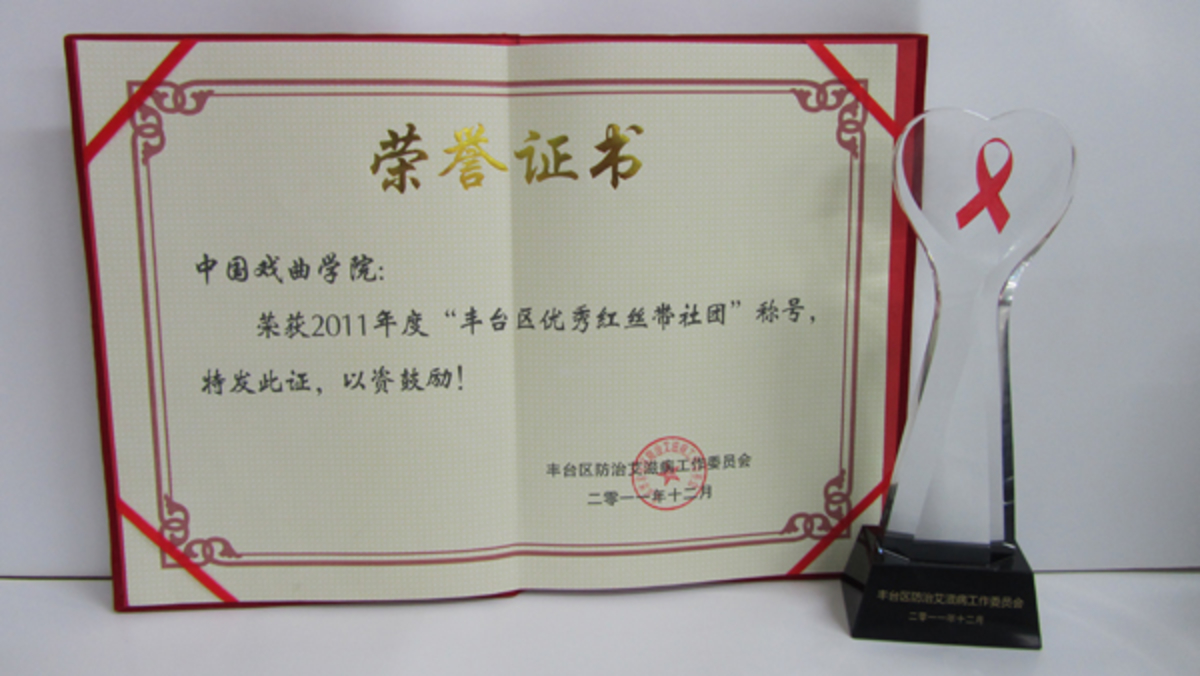 荣誉证书
中国戏曲学院:
荣获2011年度“丰台区优秀红丝带社团”称号,
特发此证，以资鼓励!
丰台区防治艾滋病工作委员会
二零一一年十二月
丰台区防治艾滋病工作委员会
二零一一年十二月